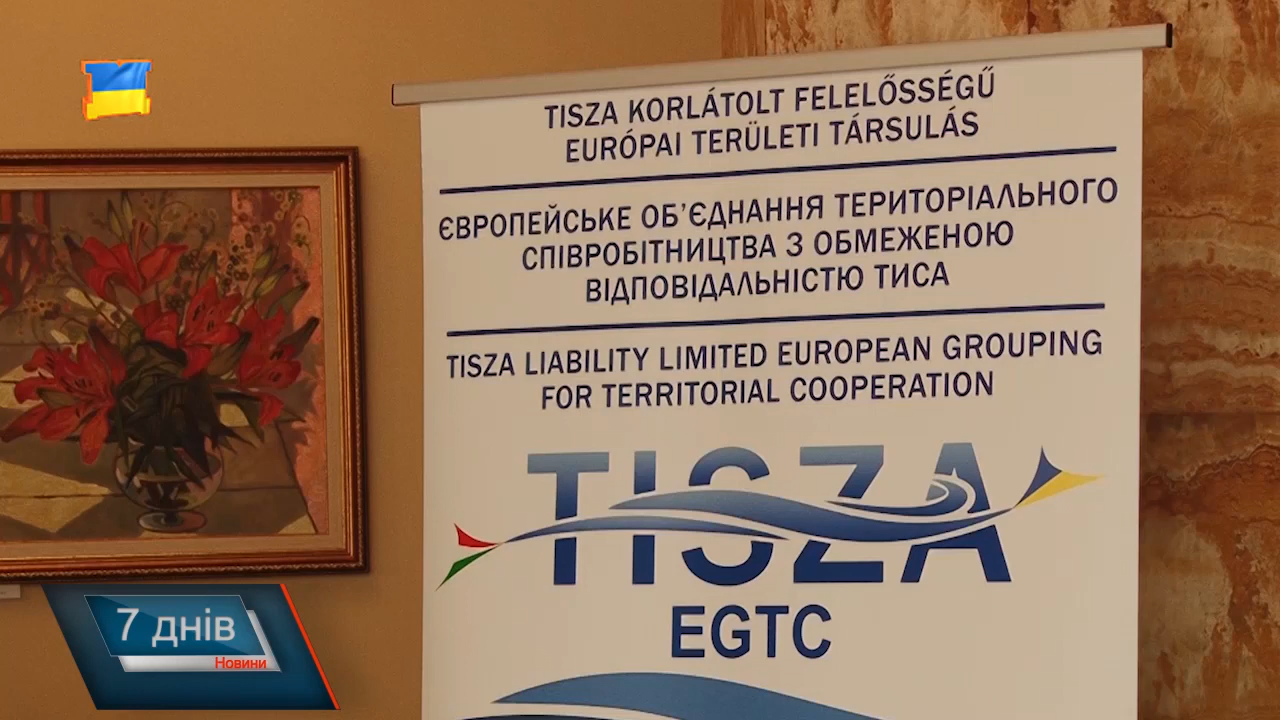 TISZA KORLÁTOLT FELELŐSSÉGŰ
EURÓPAI TERÜLETI TÁRSULÁS
ЄВРОПЕЙСЬКЕ ОБ’ЄДНАННЯ ТЕРИТОРІАЛЬНОГО
СПІВРОБІТНИЦТВА З ОБМЕЖЕНОЮ
ВІДПОВІДАЛЬНІСТЮ ТИСА
TISZA LIABILITY LIMITED EUROPEAN GROUPING
FOR TERRITORIAL COOPERATION
TISZA
EGTC
7 днів
Новини